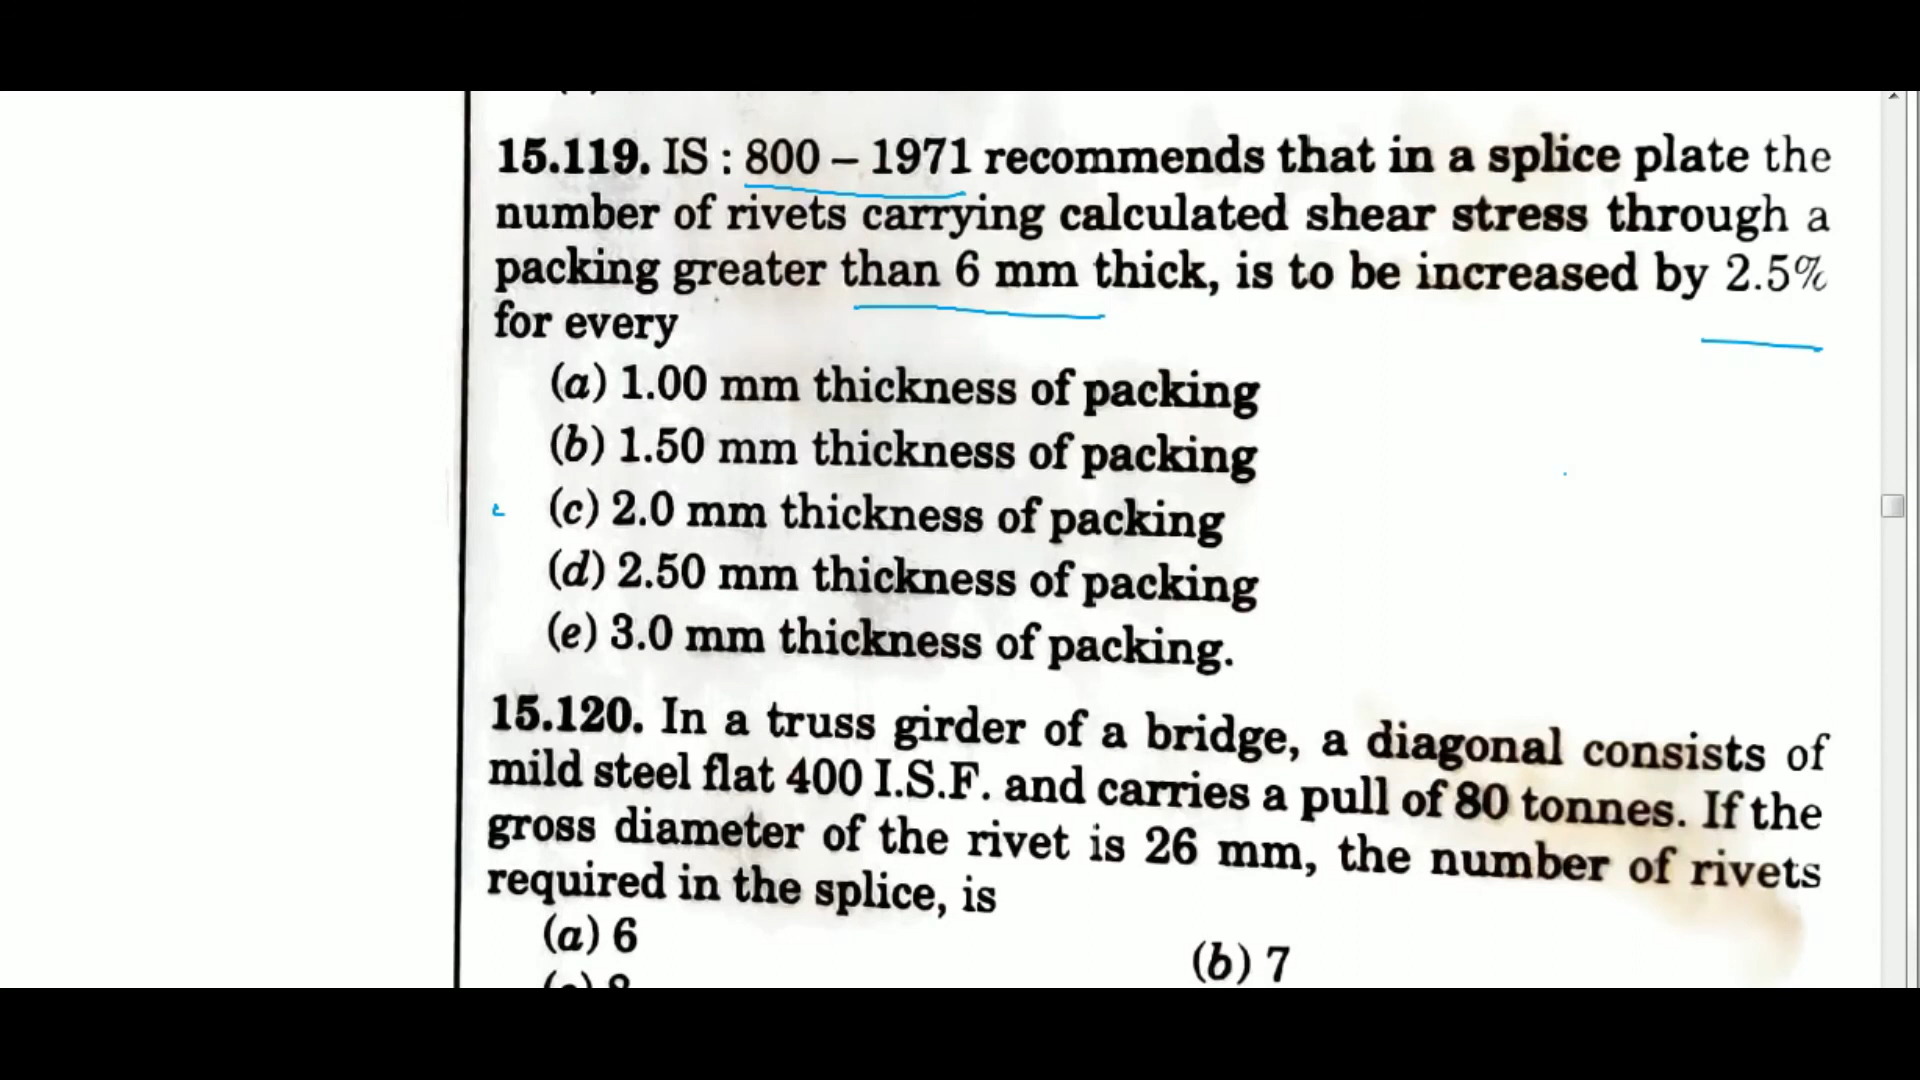 15.119. IS : 800 – 1971 recommends that in a splice plate the
number of rivets carrying calculated shear stress through a
packing greater than 6 mm thick, is to be increased by 2.5%
for every
(a) 1.00 mm thickness of packing
(b) 1.50 mm thickness of packing
(c) 2.0 mm thickness of packing
(d) 2.50 mm thickness of packing
(e) 3.0 mm thickness of packing.
15.120. In a truss girder of a bridge, a diagonal consists of
mild steel flat 400 I.S.F. and carries a pull of 80 tonnes. If the
gross diameter of the rivet is 26 mm, the number of rivets
required in the splice, is
(a) 6
(b) 7